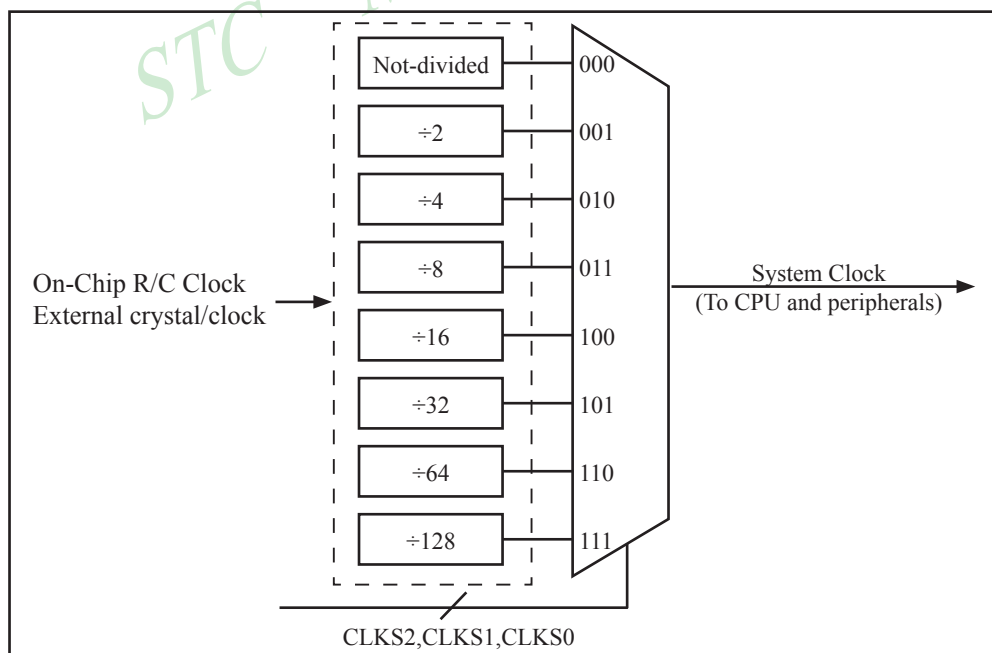 STC
Not-divided
000
÷2
001
÷4
010
÷8
011
÷16
100
÷32
101
÷64
110
÷128
111
On-Chip R/C Clock
External crystal/clock
System Clock
(To CPU and peripherals)
CLKS2,CLKS1,CLKS0